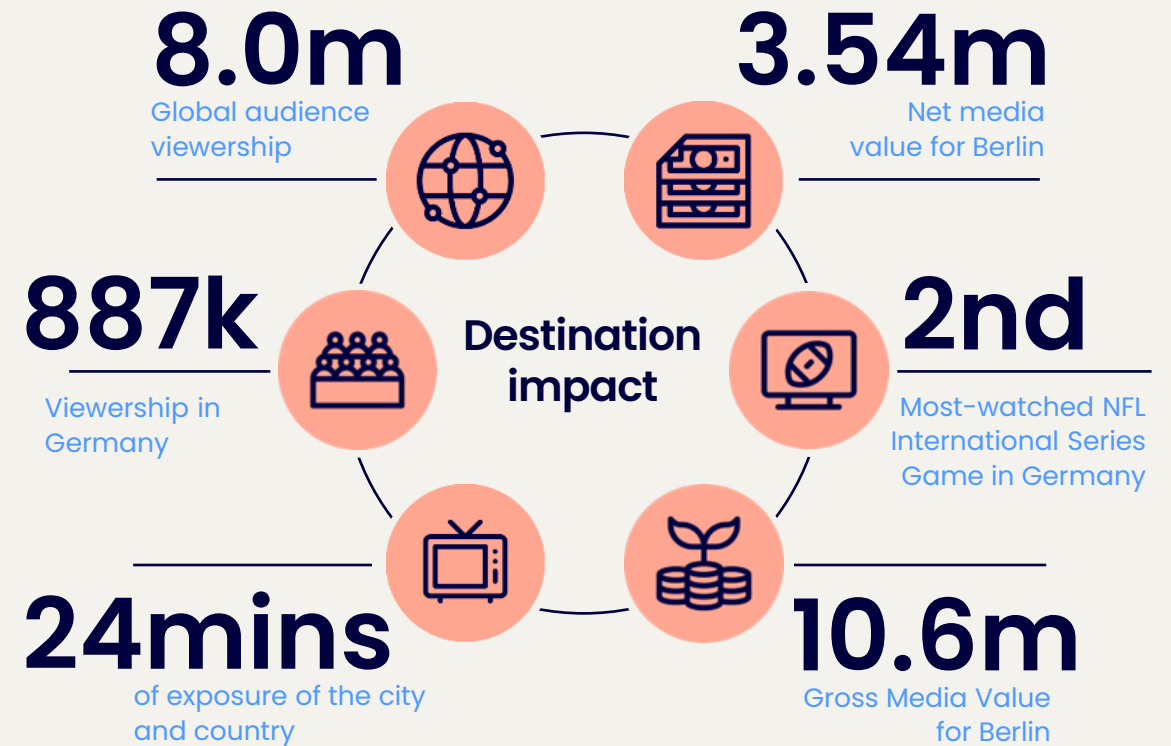 8.0m
Global audience
viewership
3.54m
Net media
value for Berlin
887k
Viewership in
Germany
Destination
impact
2nd
Most-watched NFL
International Series
Game in Germany
24mins
of exposure of the city
and country
10.6m
Gross Media Value
for Berlin